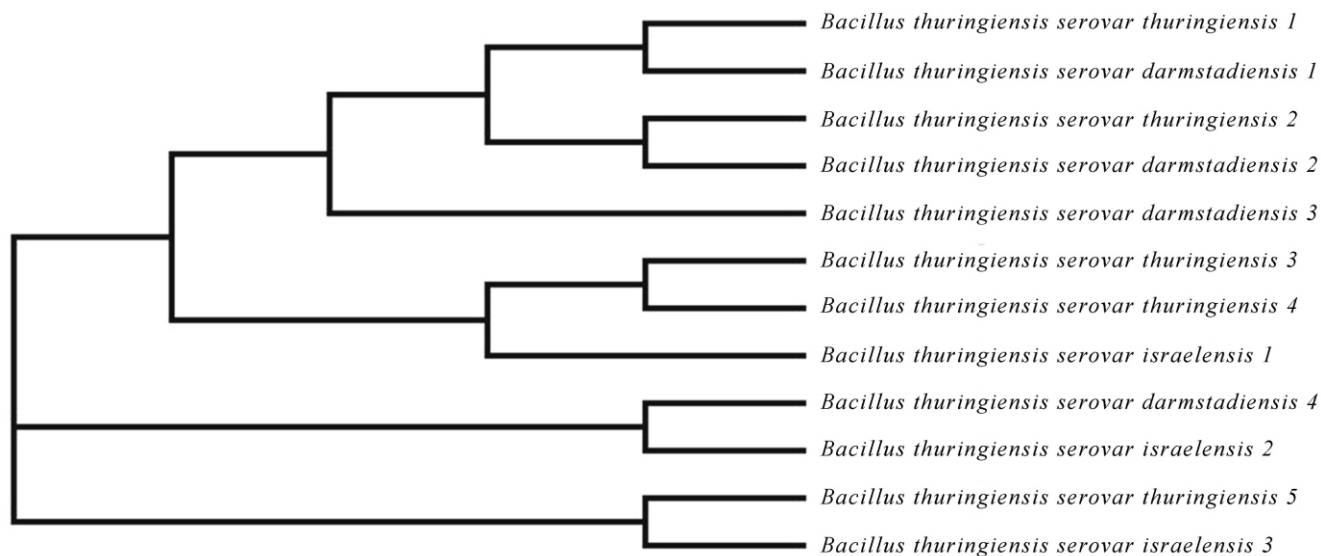 Bacillus thuringiensis serovar thuringiensis 1
Bacillus thuringiensis serovar darmstadiensis 1
Bacillus thuringiensis serovar thuringiensis 2
Bacillus thuringiensis serovar darmstadiensis 2
Bacillus thuringiensis serovar darmstadiensis 3
Bacillus thuringiensis serovar thuringiensis 3
Bacillus thuringiensis serovar thuringiensis 4
Bacillus thuringiensis serovar israelensis 1
Bacillus thuringiensis serovar darmstadiensis 4
Bacillus thuringiensis serovar israelensis 2
Bacillus thuringiensis serovar thuringiensis 5
Bacillus thuringiensis serovar israelensis 3